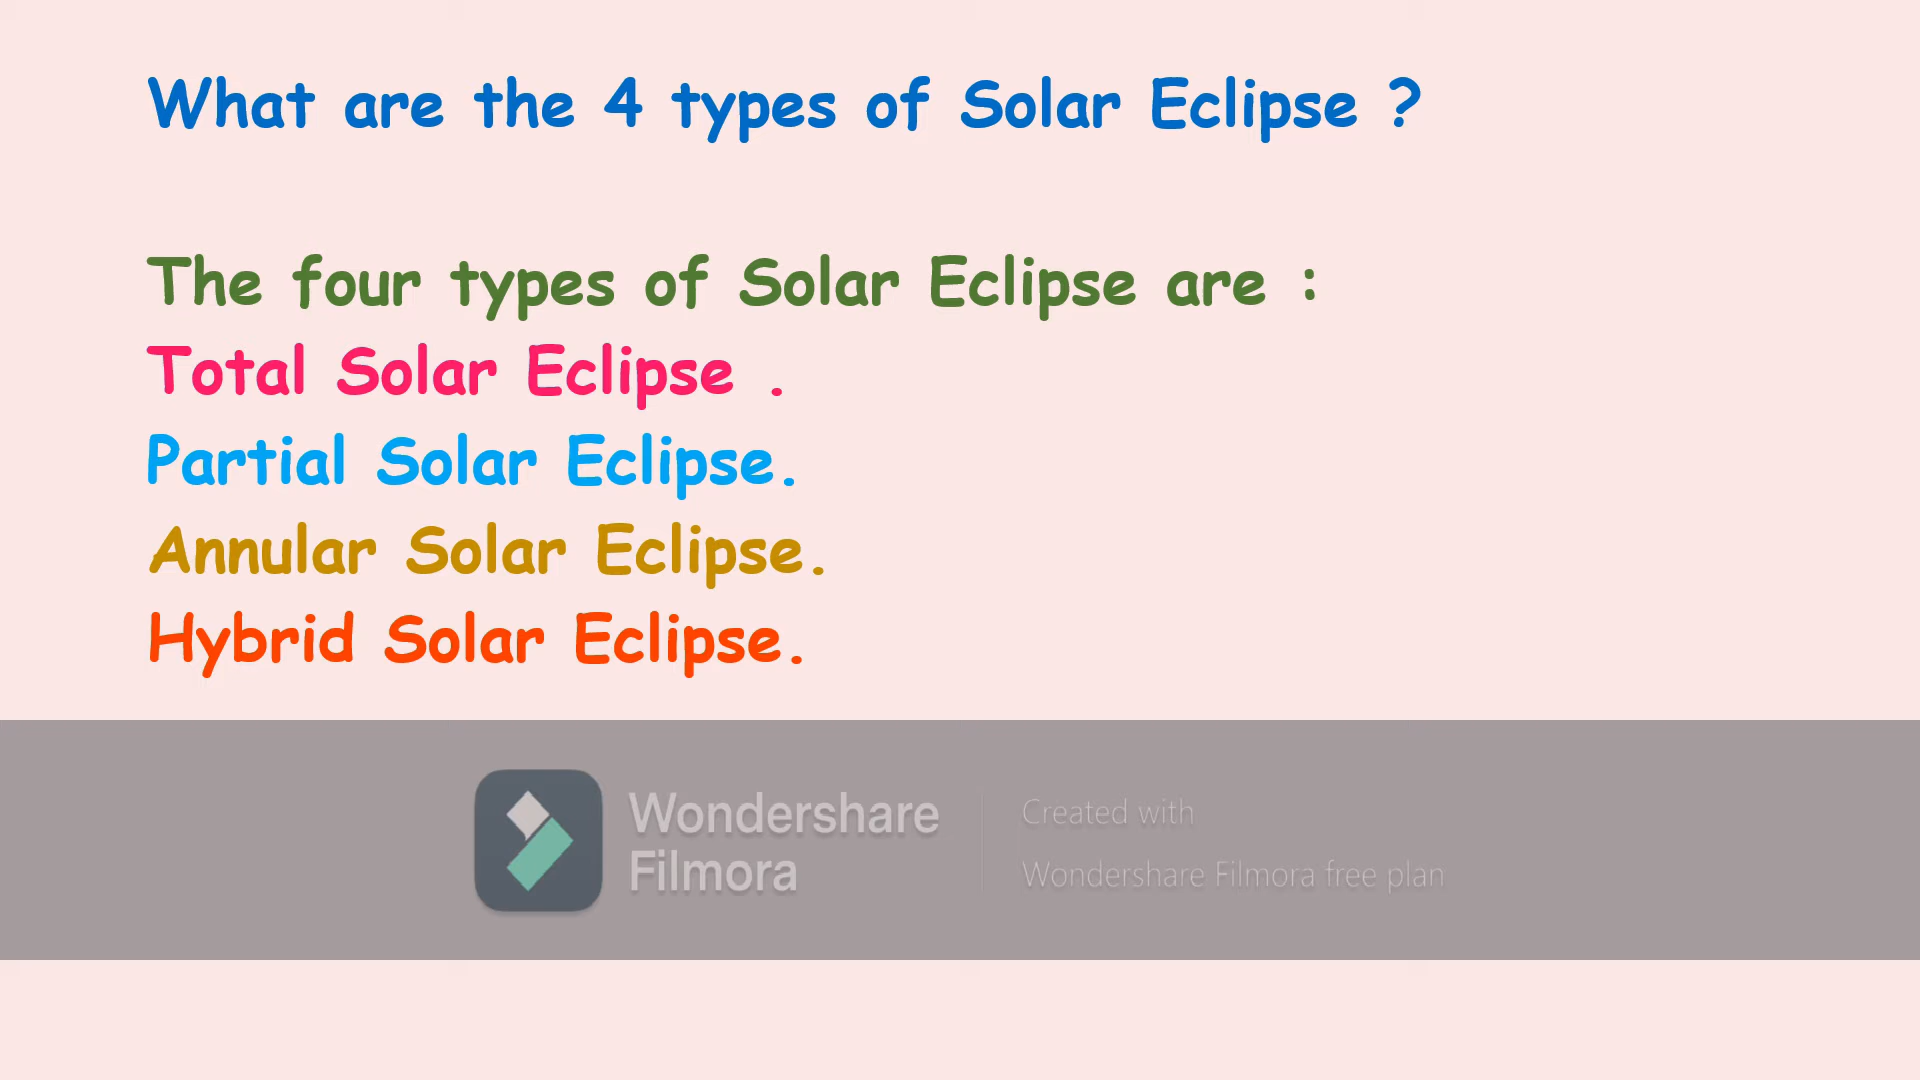 What are the 4 types of Solar Eclipse ?
The four types of Solar Eclipse are :
Total Solar Eclipse .
Partial Solar Eclipse.
Annular Solar Eclipse.
Hybrid Solar Eclipse.
Wondershare
Filmora
Created with
Wondershare Filmora free plan